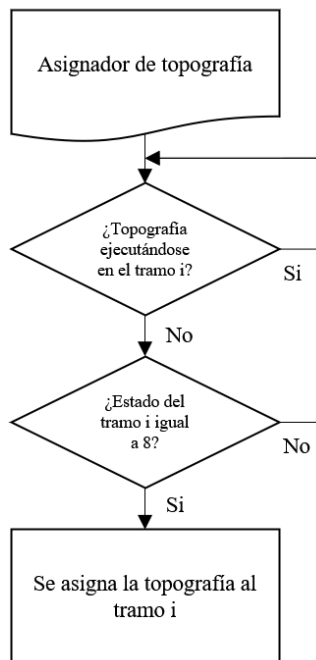 Asignador de topografía
¿Topografía
ejecutándose
en el tramo i?
Si
No
¿Estado del
tramo i igual
a 8?
No
Si
Se asigna la topografía al
tramo i